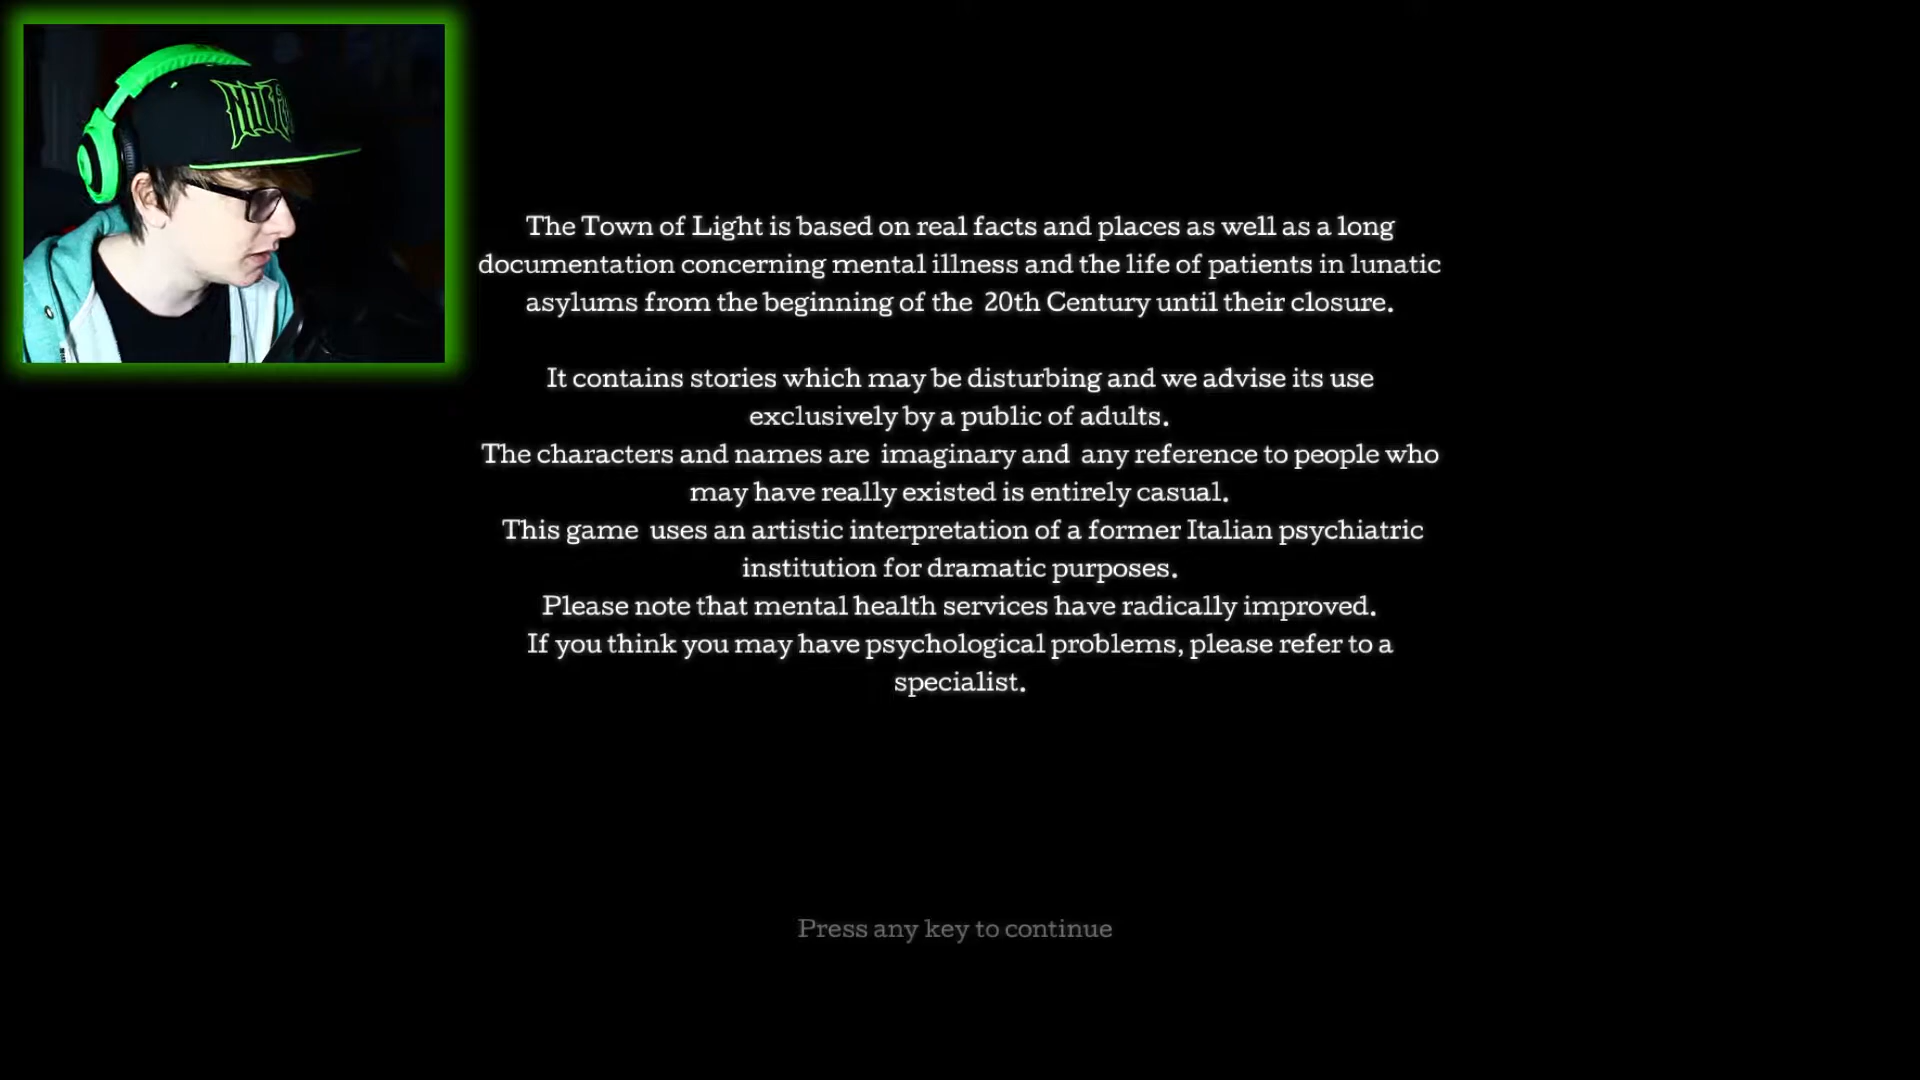 The Town of Light is based on real facts and places as well as a long
documentation concerning mental illness and the life of patients in lunatic
asylums from the beginning of the 20th Century until their closure.
It contains stories which may be disturbing and we advise its use
exclusively by a public of adults.
The characters and names are imaginary and any reference to people who
may have really existed is entirely casual.
This game uses an artistic interpretation of a former Italian psychiatric
institution for dramatic purposes.
Please note that mental health services have radically improved.
If you think you may have psychological problems, please refer to a
specialist.
Press any key to continue